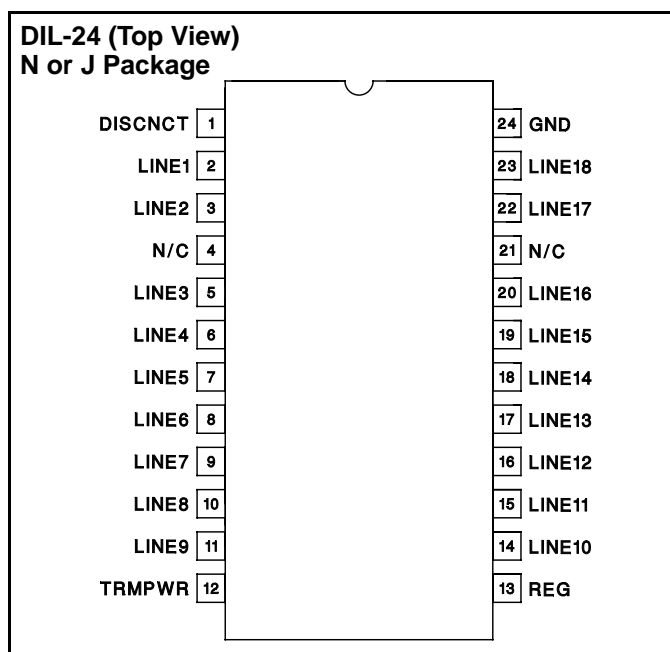 DIL-24 (Top View)
N or J Package
DISCNCT 1 24 GND
LINE1 2 23 LINE18
LINE2 3 22 LINE17
N/C 4 21 N/C
LINE3 5 20 LINE16
LINE4 6 19 LINE15
LINE5 7 18 LINE14
LINE6 8 17 LINE13
LINE7 9 16 LINE12
LINE8 10 15 LINE11
LINE9 11 14 LINE10
TRMPWR 12 13 REG